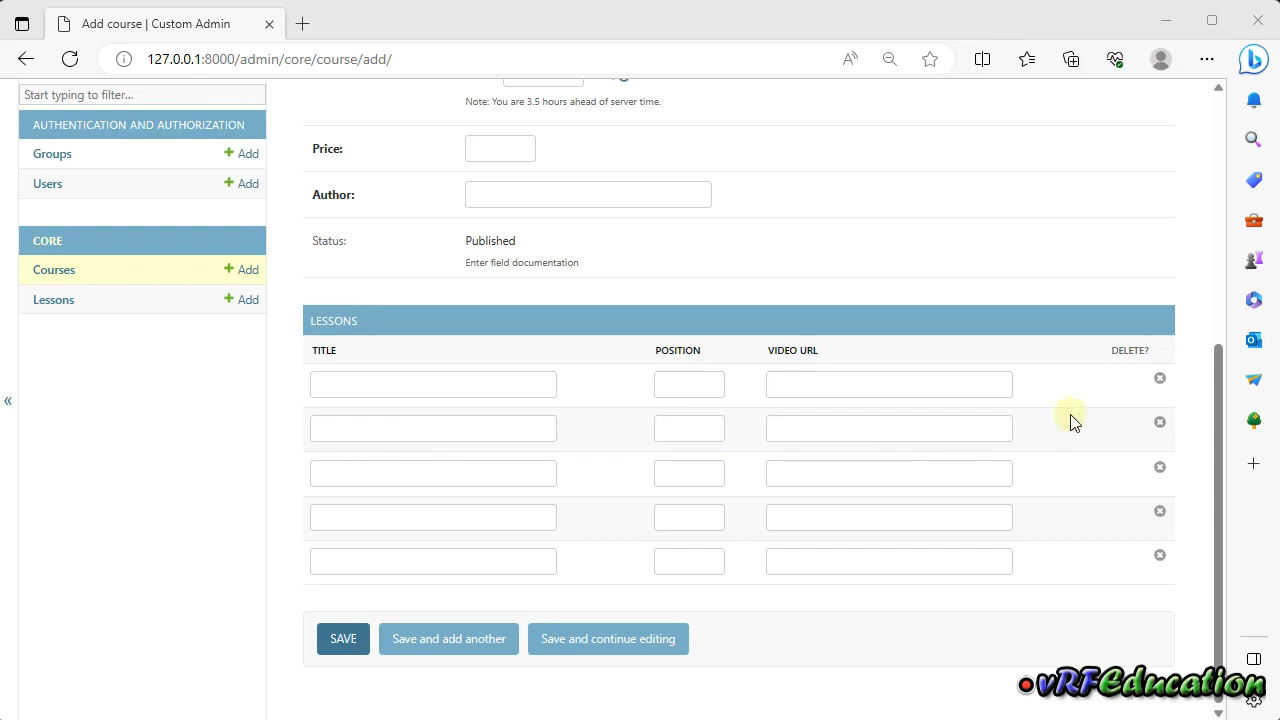 Add course | Custom Admin
127.0.0.1:8000/admin/core/course/add/
Start typing to filter...
Note: You are 3.5 hours ahead of server time.
AUTHENTICATION AND AUTHORIZATION
Groups + Add
Users + Add
CORE
Courses + Add
Lessons + Add
«
Price:
Author:
Status: Published
Enter field documentation
LESSONS
TITLE POSITION VIDEO URL DELETE?
SAVE Save and add another Save and continue editing
vRFEducation